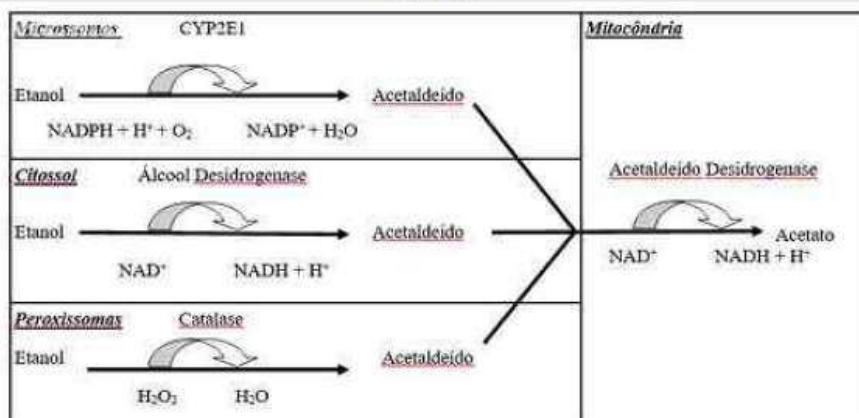 Microssomos CYP2E1 Mitocôndria
Etanol Acetaldeído
NADPH + H⁺ + O₂ NADP⁺ + H₂O
Citossol Álcool Desidrogenase Acetaldeído Desidrogenase
Etanol Acetaldeído Acetato
NAD⁺ NADH + H⁺ NAD⁺ NADH + H⁺
Peroxissomas Catalase
Etanol Acetaldeído
H₂O₂ H₂O